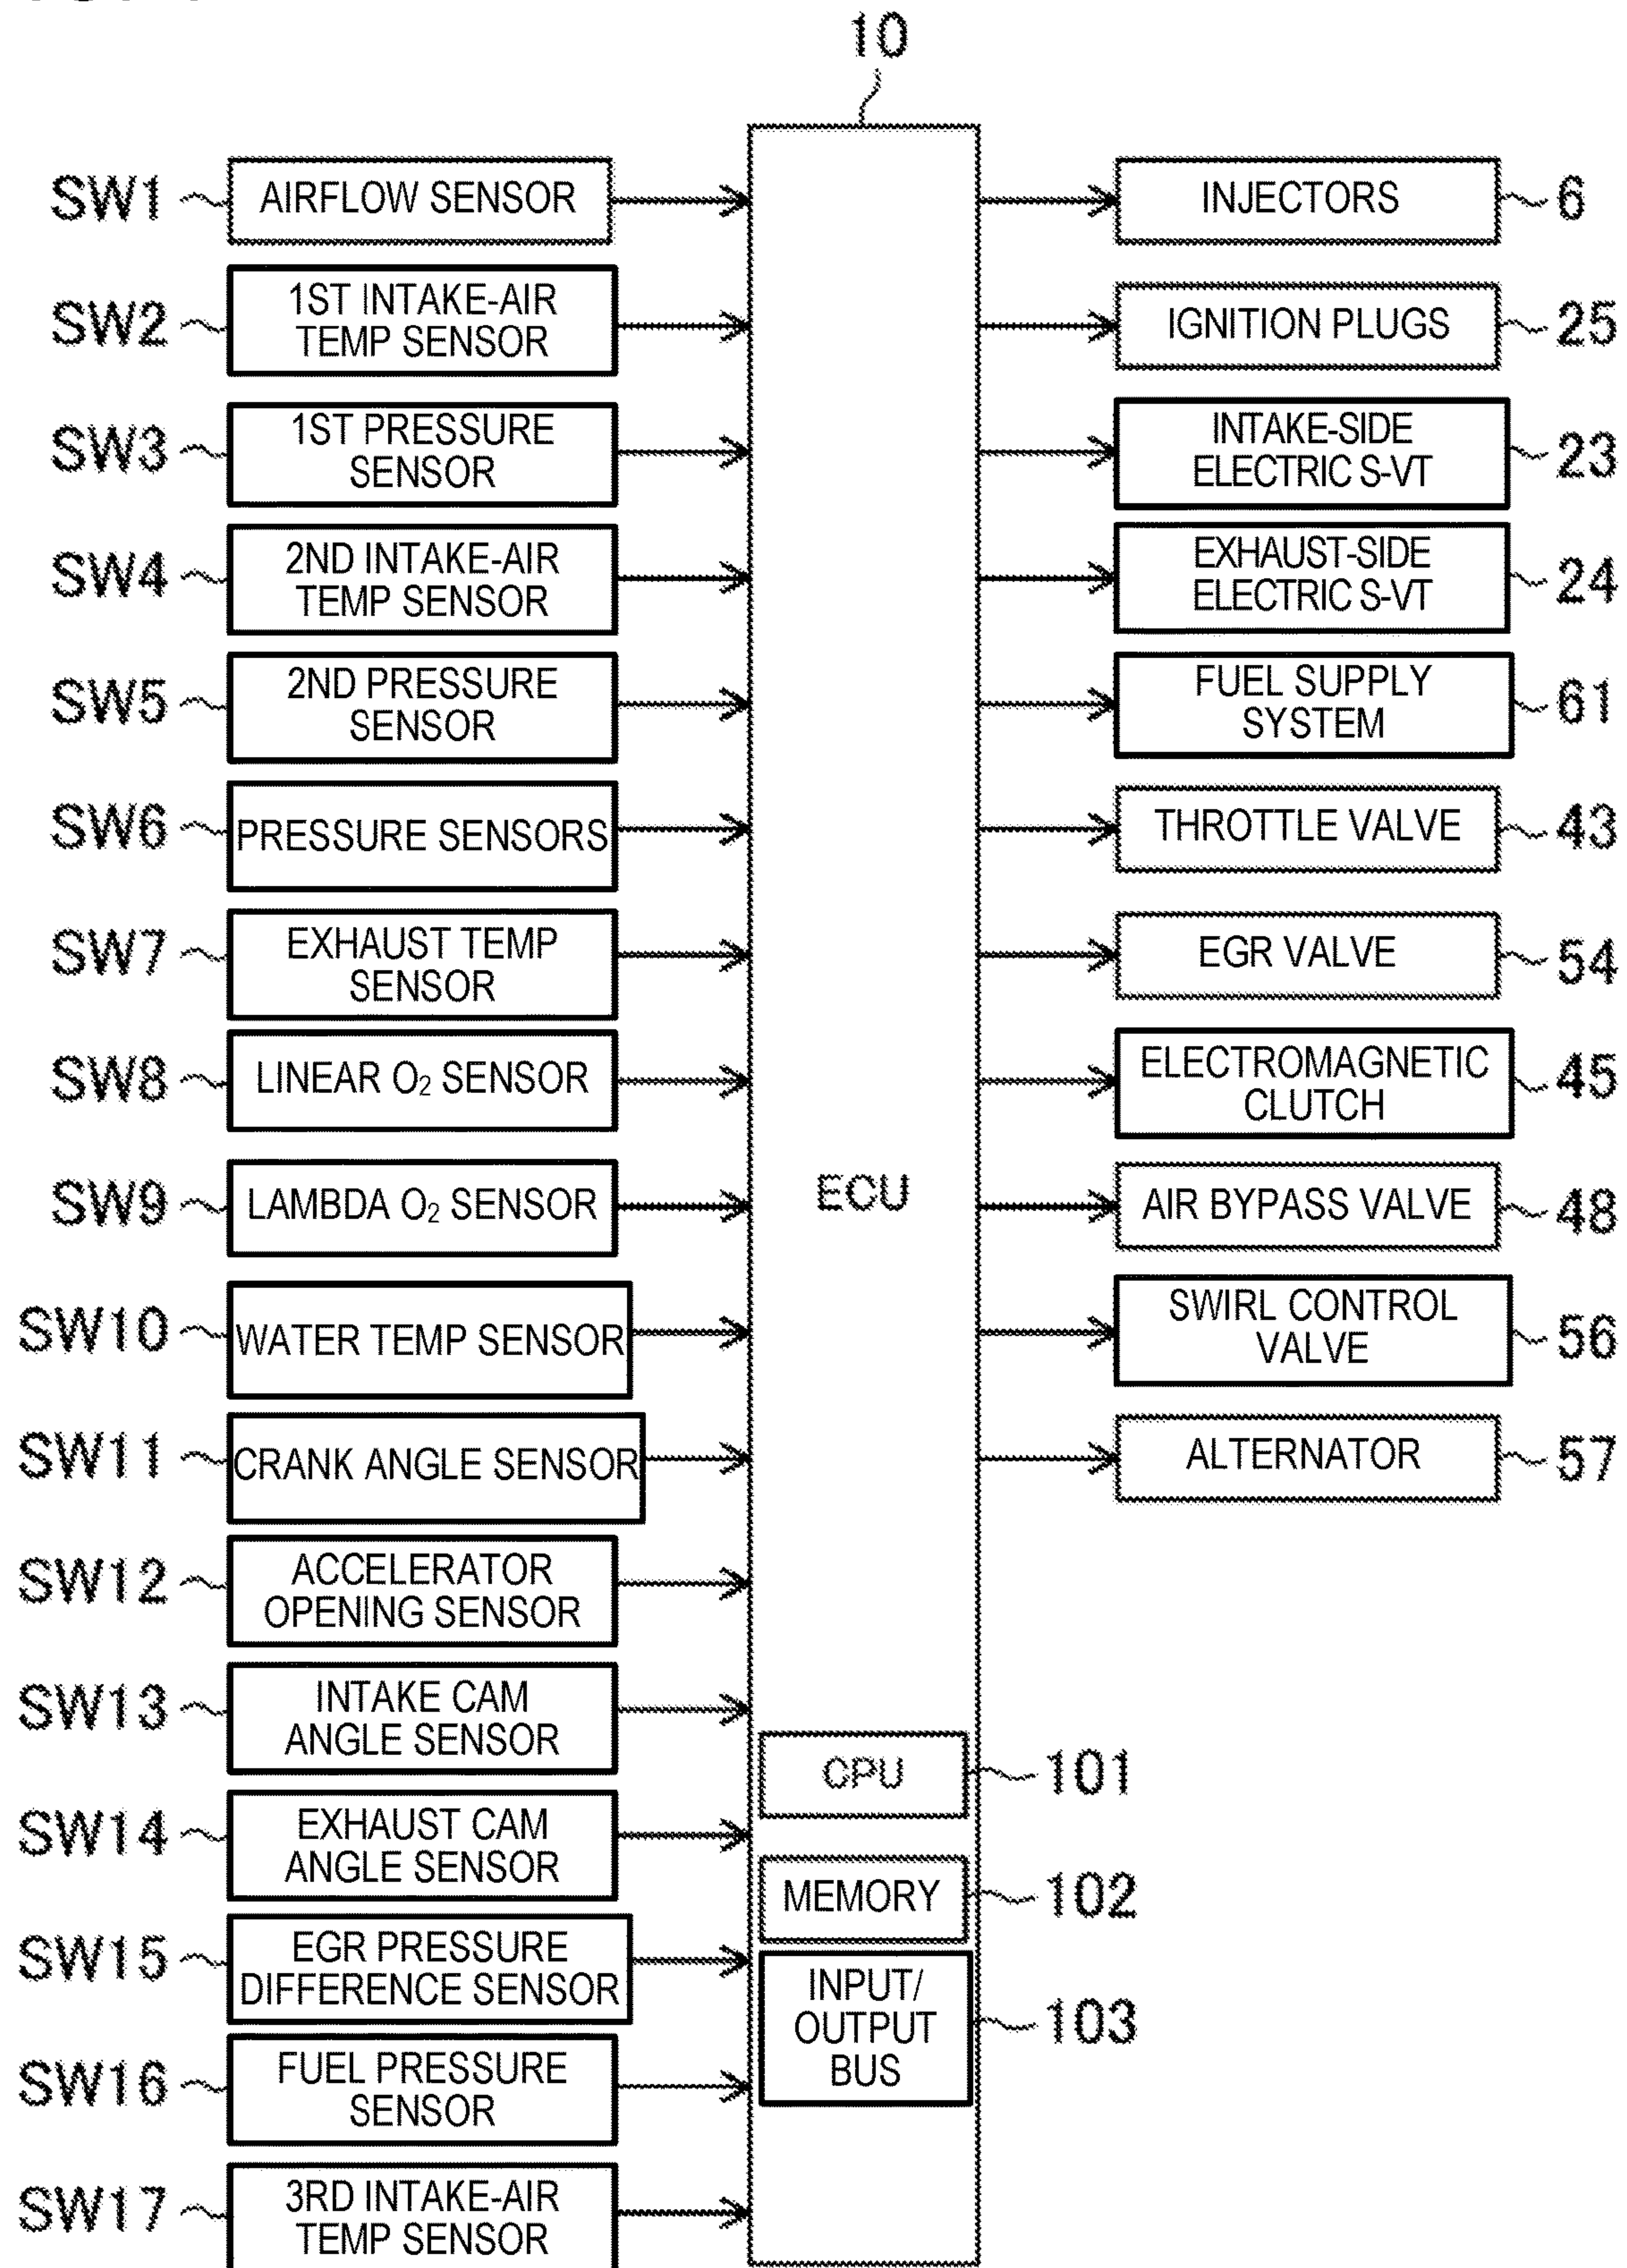 10
SW1
AIRFLOW SENSOR
SW2
1ST INTAKE-AIR
TEMP SENSOR
SW3
1ST PRESSURE
SENSOR
SW4
2ND INTAKE-AIR
TEMP SENSOR
SW5
2ND PRESSURE
SENSOR
SW6
PRESSURE SENSORS
SW7
EXHAUST TEMP
SENSOR
SW8
LINEAR O₂ SENSOR
SW9
LAMBDA O₂ SENSOR
SW10
WATER TEMP SENSOR
SW11
CRANK ANGLE SENSOR
SW12
ACCELERATOR
OPENING SENSOR
SW13
INTAKE CAM
ANGLE SENSOR
SW14
EXHAUST CAM
ANGLE SENSOR
SW15
EGR PRESSURE
DIFFERENCE SENSOR
SW16
FUEL PRESSURE
SENSOR
SW17
3RD INTAKE-AIR
TEMP SENSOR
ECU
CPU
101
MEMORY
102
INPUT/
OUTPUT
BUS
103
INJECTORS
6
IGNITION PLUGS
25
INTAKE-SIDE
ELECTRIC S-VT
23
EXHAUST-SIDE
ELECTRIC S-VT
24
FUEL SUPPLY
SYSTEM
61
THROTTLE VALVE
43
EGR VALVE
54
ELECTROMAGNETIC
CLUTCH
45
AIR BYPASS VALVE
48
SWIRL CONTROL
VALVE
56
ALTERNATOR
57